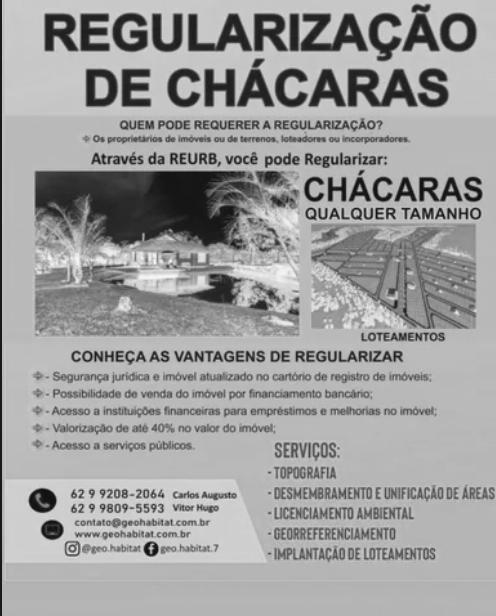 REGULARIZAÇÃO
DE CHÁCARAS
QUEM PODE REQUERER A REGULARIZAÇÃO?
Os proprietários de imóveis ou de terrenos, loteadores ou incorporadores.
Através da REURB, você pode Regularizar:
CHÁCARAS
QUALQUER TAMANHO
LOTEAMENTOS
CONHEÇA AS VANTAGENS DE REGULARIZAR
- Segurança jurídica e imóvel atualizado no cartório de registro de imóveis;
- Possibilidade de venda do imóvel por financiamento bancário;
- Acesso a instituições financeiras para empréstimos e melhorias no imóvel;
- Valorização de até 40% no valor do imóvel;
- Acesso a serviços públicos.
SERVIÇOS:
- TOPOGRAFIA
- DESMEMBRAMENTO E UNIFICAÇÃO DE ÁREAS
- LICENCIAMENTO AMBIENTAL
- GEORREFERENCIAMENTO
- IMPLANTAÇÃO DE LOTEAMENTOS
62 9 9208-2064 Carlos Augusto
62 9 9809-5593 Vitor Hugo
contato@geohabitat.com.br
www.geohabitat.com.br
@geo.habitat geo.habitat.7